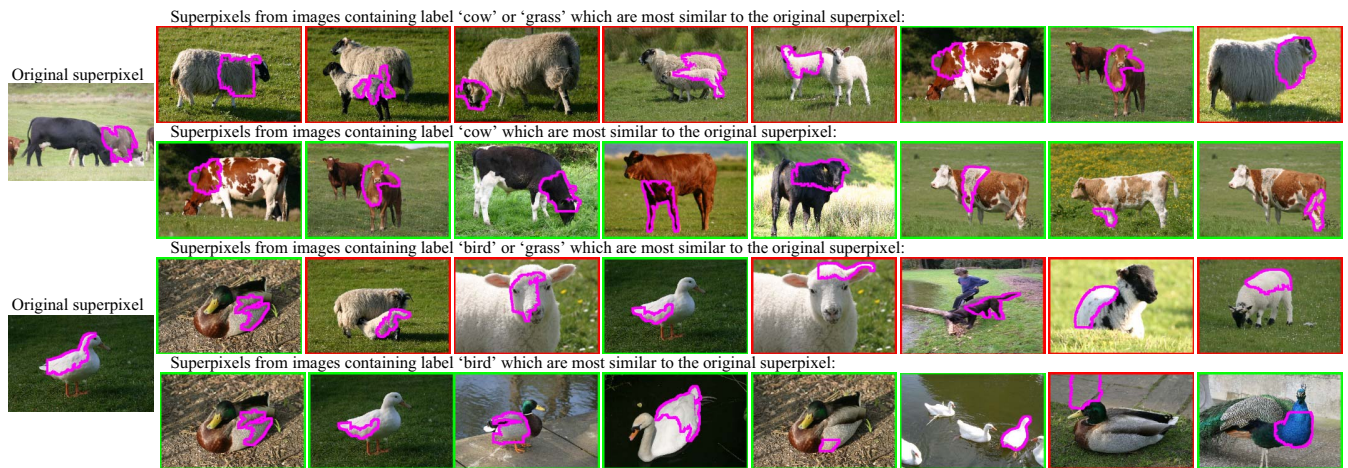 Superpixels from images containing label ‘cow’ or ‘grass’ which are most similar to the original superpixel:
Original superpixel
Superpixels from images containing label ‘cow’ which are most similar to the original superpixel:
Superpixels from images containing label ‘bird’ or ‘grass’ which are most similar to the original superpixel:
Original superpixel
Superpixels from images containing label ‘bird’ which are most similar to the original superpixel: